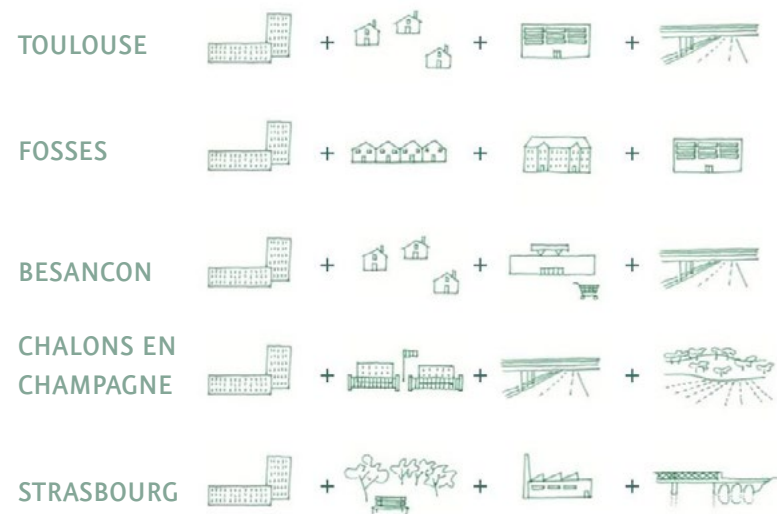 TOULOUSE + + +
FOSSES + + +
BESANCON + + +
CHALONS EN
CHAMPAGNE + + +
STRASBOURG + + +